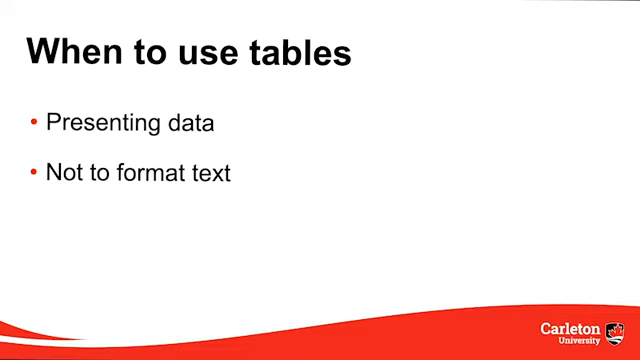 When to use tables
• Presenting data
• Not to format text
Carleton
University